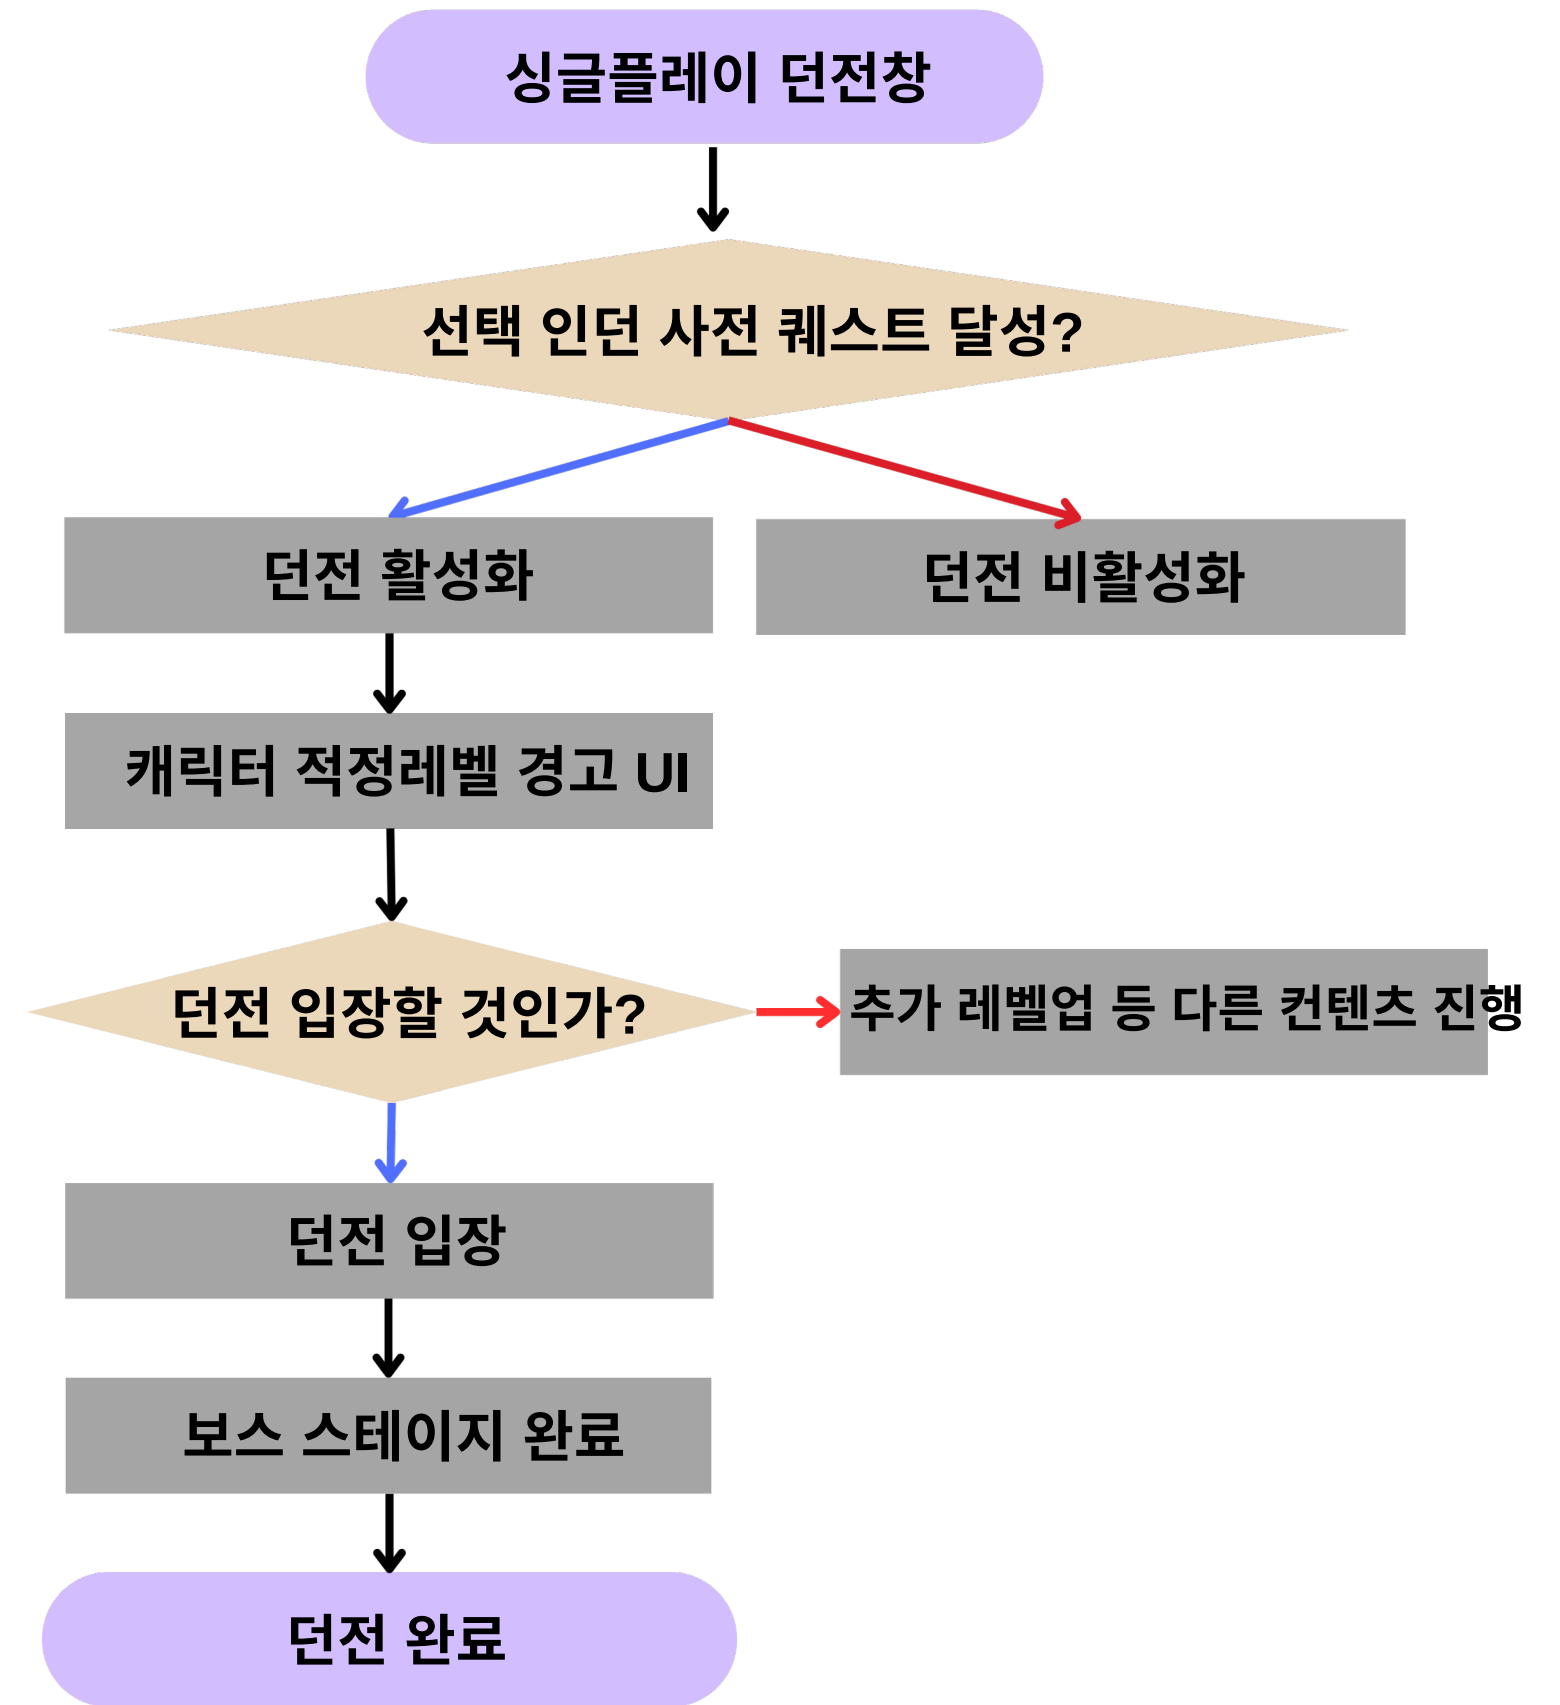 싱글플레이 던전창
선택 인던 사전 퀘스트 달성?
던전 활성화
던전 비활성화
캐릭터 적정레벨 경고 UI
던전 입장할 것인가?
추가 레벨업 등 다른 컨텐츠 진행
던전 입장
보스 스테이지 완료
던전 완료